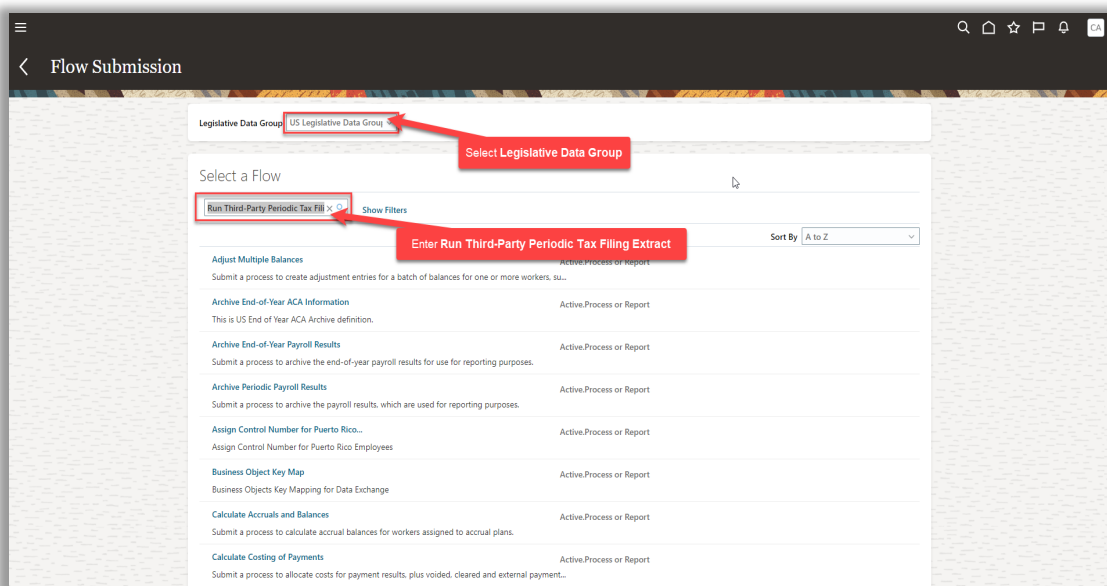 CA
Flow Submission
Legislative Data Group US Legislative Data Group
Select Legislative Data Group
Select a Flow
Run Third-Party Periodic Tax Fili Show Filters
Enter Run Third-Party Periodic Tax Filing Extract
Sort By A to Z
Adjust Multiple Balances
Active.Process or Report
Submit a process to create adjustment entries for a batch of balances for one or more workers, su...
Archive End-of-Year ACA Information
Active.Process or Report
This is US End of Year ACA Archive definition.
Archive End-of-Year Payroll Results
Active.Process or Report
Submit a process to archive the end-of-year payroll results for use for reporting purposes.
Archive Periodic Payroll Results
Active.Process or Report
Submit a process to archive the payroll results, which are used for reporting purposes.
Assign Control Number for Puerto Rico...
Active.Process or Report
Assign Control Number for Puerto Rico Employees
Business Object Key Map
Active.Process or Report
Business Objects Key Mapping for Data Exchange
Calculate Accruals and Balances
Active.Process or Report
Submit a process to calculate accrual balances for workers assigned to accrual plans.
Calculate Costing of Payments
Active.Process or Report
Submit a process to allocate costs for payment results, plus voided, cleared and external payment...